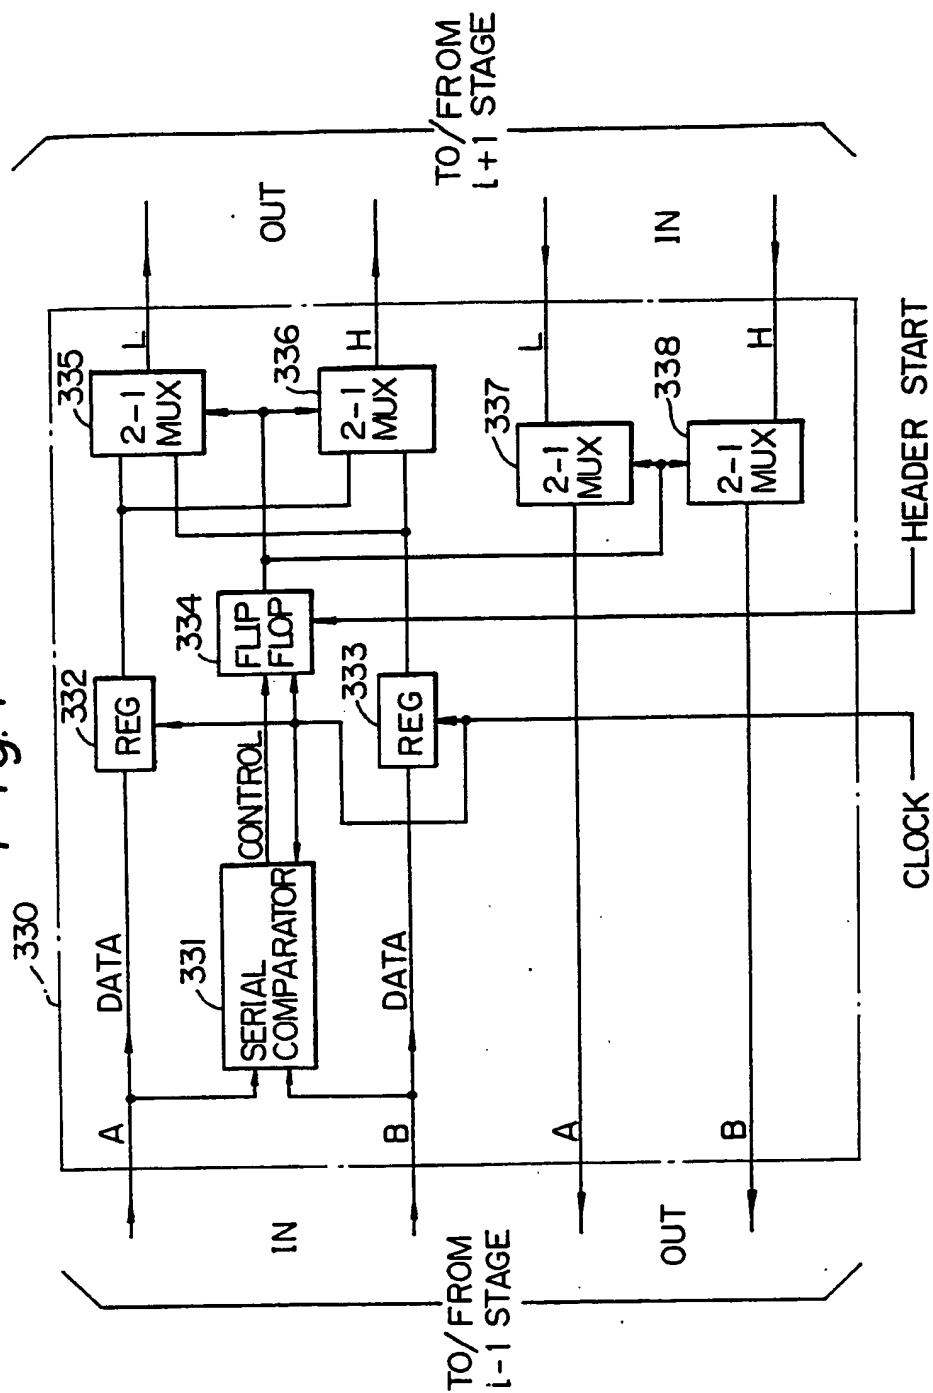 Fig.
330
TO/FROM
i-1 STAGE
IN
A
DATA
332
REG
335
2-1
MUX
L
331
SERIAL
COMPARATOR
CONTROL
334
FLIP
FLOP
OUT
B
DATA
333
REG
336
2-1
MUX
H
TO/FROM
i+1 STAGE
A
337
2-1
MUX
L
OUT
IN
B
338
2-1
MUX
H
CLOCK
HEADER START